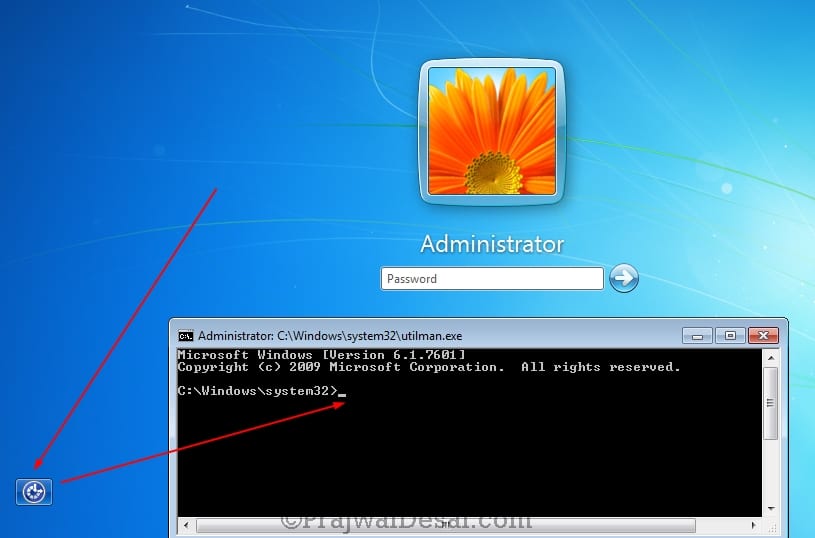 Administrator
Password
Administrator: C:\Windows\system32\utilman.exe
Microsoft Windows [Version 6.1.7601]
Copyright (c) 2009 Microsoft Corporation.  All rights reserved.
C:\Windows\system32>
©PrajwalDesai.com